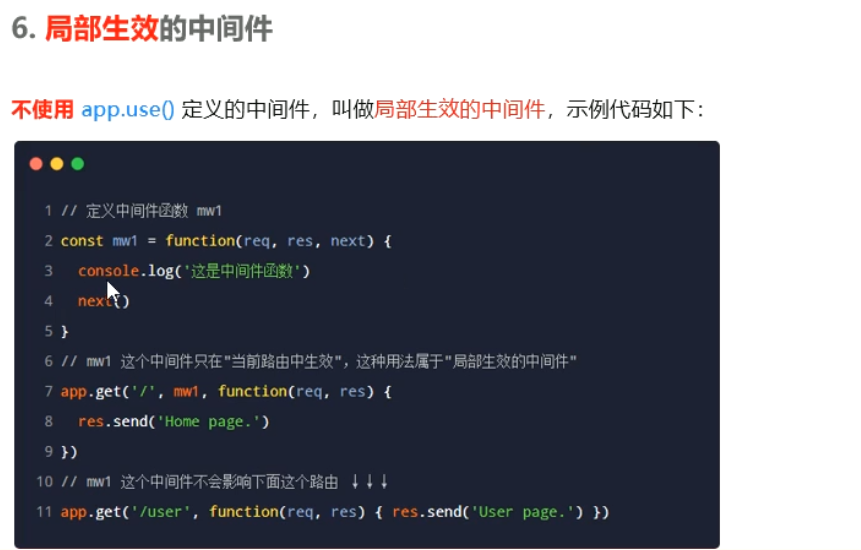 6. 局部生效的中间件
不使用 app.use() 定义的中间件，叫做局部生效的中间件，示例代码如下：
1 // 定义中间件函数 mw1
2 const mw1 = function(req, res, next) {
3   console.log('这是中间件函数')
4   next()
5 }
6 // mw1 这个中间件只在"当前路由中生效"，这种用法属于"局部生效的中间件"
7 app.get('/', mw1, function(req, res) {
8   res.send('Home page.')
9 })
10 // mw1 这个中间件不会影响下面这个路由 ↓↓↓
11 app.get('/user', function(req, res) { res.send('User page.') })